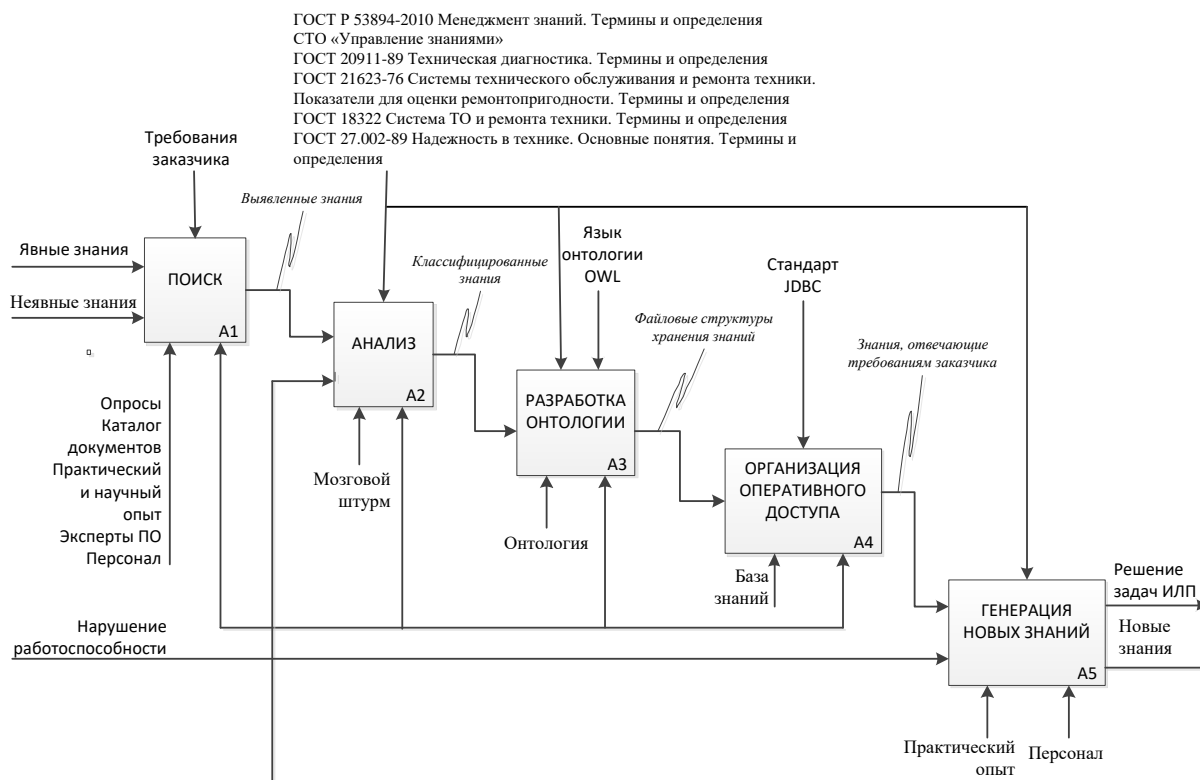 ГОСТ Р 53894-2010 Менеджмент знаний. Термины и определения
СТО «Управление знаниями»
ГОСТ 20911-89 Техническая диагностика. Термины и определения
ГОСТ 21623-76 Системы технического обслуживания и ремонта техники.
Показатели для оценки ремонтопригодности. Термины и определения
ГОСТ 18322 Система ТО и ремонта техники. Термины и определения
ГОСТ 27.002-89 Надежность в технике. Основные понятия. Термины и
определения
Требования
заказчика
Выявленные знания
Явные знания
Неявные знания
ПОИСК
А1
Классифицированные
знания
Язык
онтологии
OWL
Стандарт
JDBC
АНАЛИЗ
А2
Файловые структуры
хранения знаний
Знания, отвечающие
требованиям заказчика
Опросы
Каталог
документов
Практический
и научный
опыт
Эксперты ПО
Персонал
Мозговой
штурм
РАЗРАБОТКА
ОНТОЛОГИИ
А3
Онтология
ОРГАНИЗАЦИЯ
ОПЕРАТИВНОГО
ДОСТУПА
А4
База
знаний
Нарушение
работоспособности
ГЕНЕРАЦИЯ
НОВЫХ ЗНАНИЙ
А5
Решение
задач ИЛП
Новые
знания
Практический
опыт
Персонал